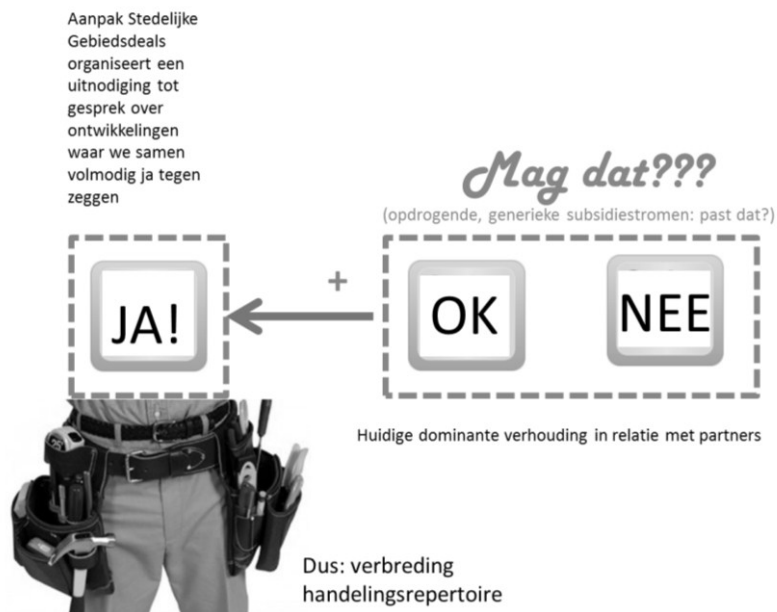 Aanpak Stedelijke
Gebiedsdeals
organiseert een
uitnodiging tot
gesprek over
ontwikkelingen
waar we samen
volmodig ja tegen
zeggen
Mag dat???
(opdrogende, generieke subsidiestromen: past dat?)
+
JA!
OK
NEE
Huidige dominante verhouding in relatie met partners
Dus: verbreding
handelingsrepertoire